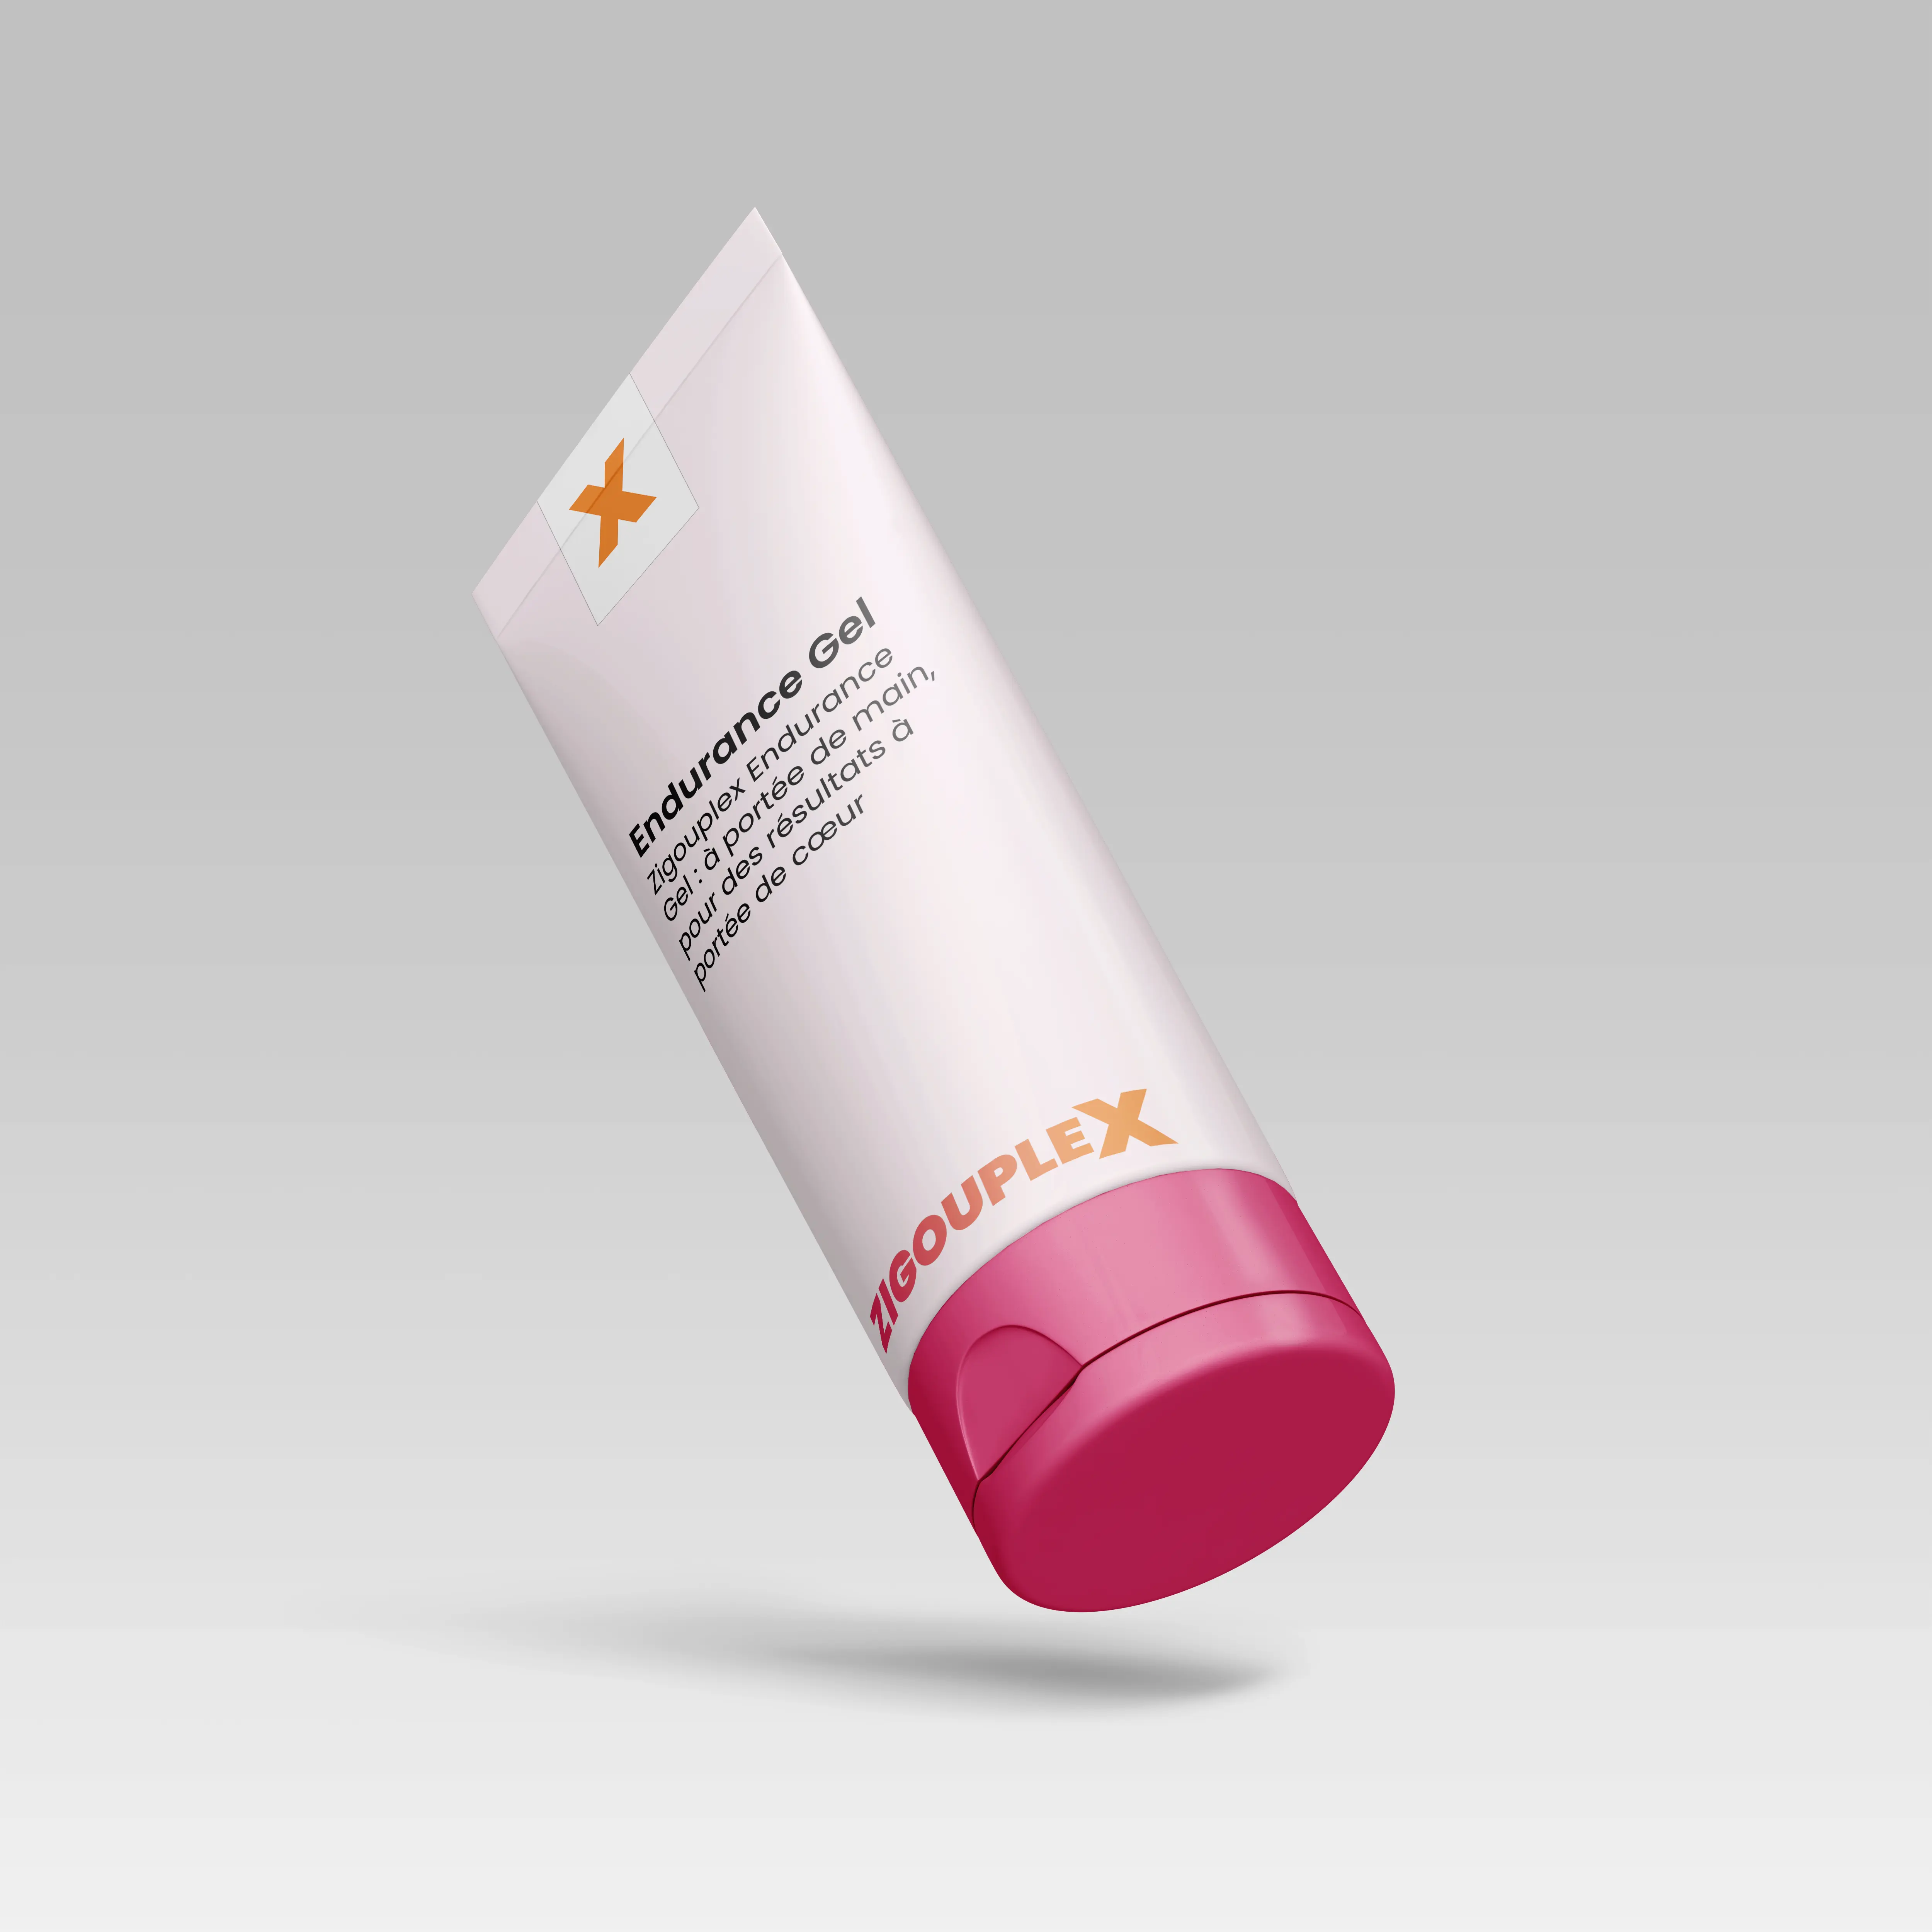 X
Endurance Gel
Zigouplex Endurance
Gel : à portée de main,
pour des résultats à
portée de cœur
ZIGOUPLEX